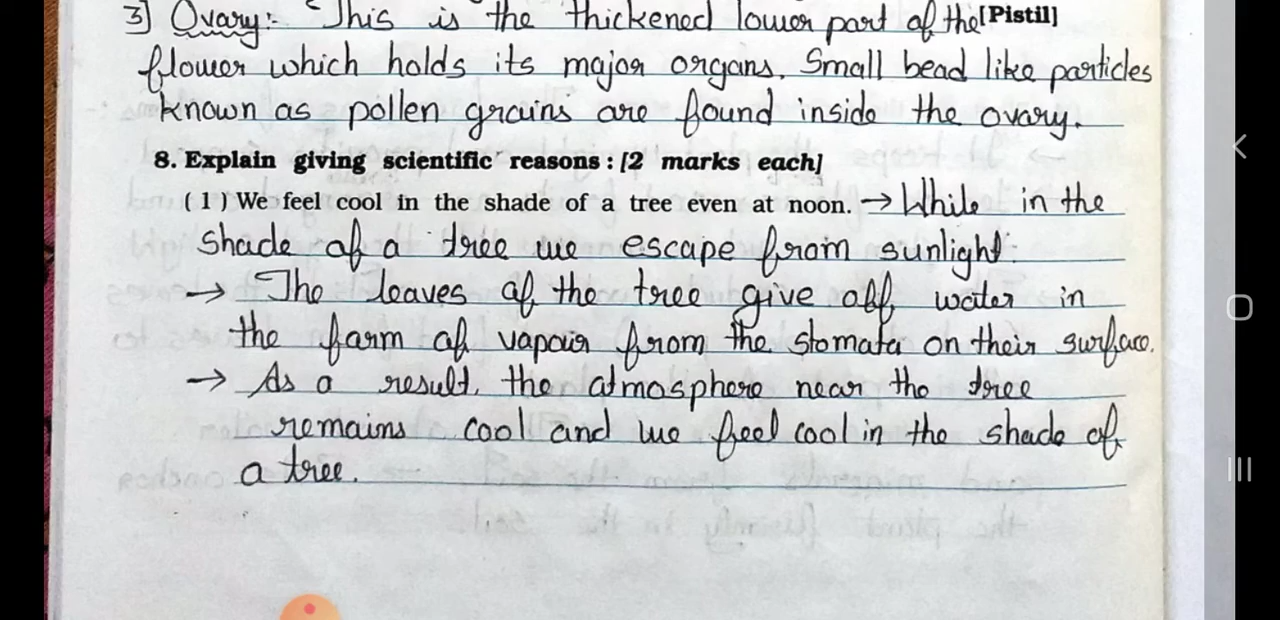 3] Ovary:- This is the thickened lower part of the [Pistil]
flower which holds its major organs. Small bead like particles
known as pollen grains are found inside the ovary.
8. Explain giving scientific reasons : [2 marks each]
( 1 ) We feel cool in the shade of a tree even at noon. → While in the
shade of a tree we escape from sunlight.
→ The leaves of the tree give off water in
the form of vapour from the stomata on their surface.
→ As a result, the atmosphere near the tree
remains cool and we feel cool in the shade of
a tree.